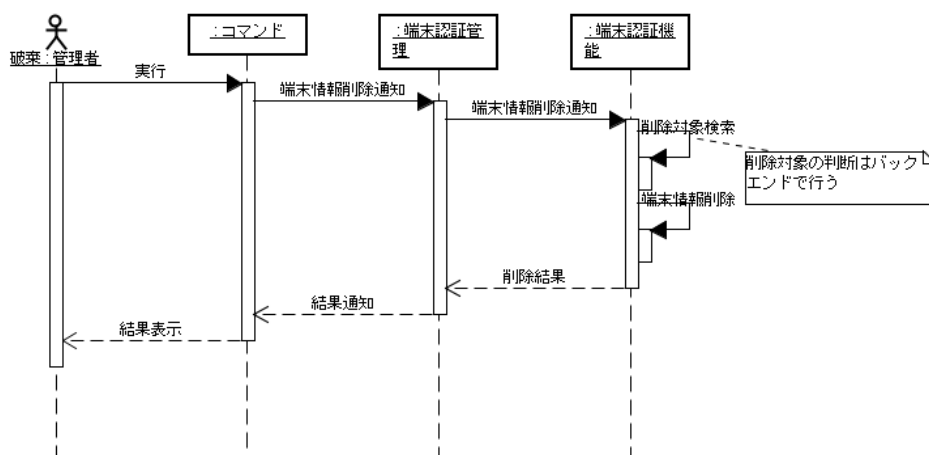 :コマンド
:端末認証管
理
:端末認証機
能
破棄:管理者
実行
端末情報削除通知
端末情報削除通知
削除対象検索
削除対象の判断はバック
エンドで行う
端末情報削除
削除結果
結果通知
結果表示